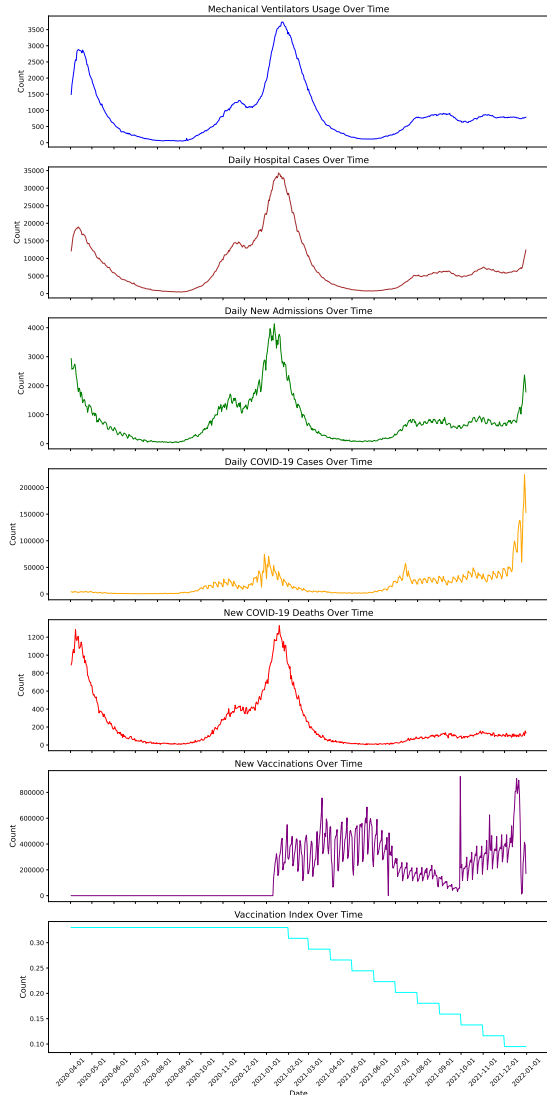 Mechanical Ventilators Usage Over Time
3500
3000
2500
2000
1500
1000
500
0
Count
Daily Hospital Cases Over Time
35000
30000
25000
20000
15000
10000
5000
0
Count
Daily New Admissions Over Time
4000
3000
2000
1000
0
Count
Daily COVID-19 Cases Over Time
200000
150000
100000
50000
0
Count
New COVID-19 Deaths Over Time
1200
1000
800
600
400
200
0
Count
New Vaccinations Over Time
800000
600000
400000
200000
0
Count
Vaccination Index Over Time
0.30
0.25
0.20
0.15
0.10
Count
2020-04-01 2020-05-01 2020-06-01 2020-07-01 2020-08-01 2020-09-01 2020-10-01 2020-11-01 2020-12-01 2021-01-01 2021-02-01 2021-03-01 2021-04-01 2021-05-01 2021-06-01 2021-07-01 2021-08-01 2021-09-01 2021-10-01 2021-11-01 2021-12-01 2022-01-01
Date